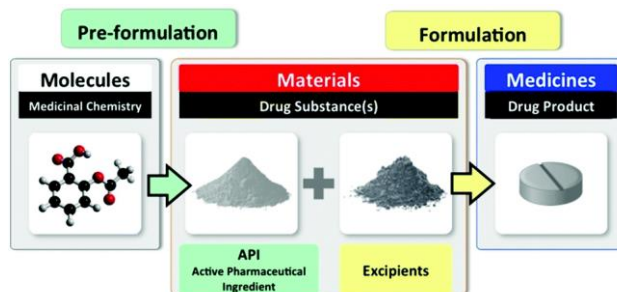 Pre-formulation
Formulation
Molecules
Medicinal Chemistry
Materials
Drug Substance(s)
Medicines
Drug Product
API
Active Pharmaceutical
Ingredient
Excipients